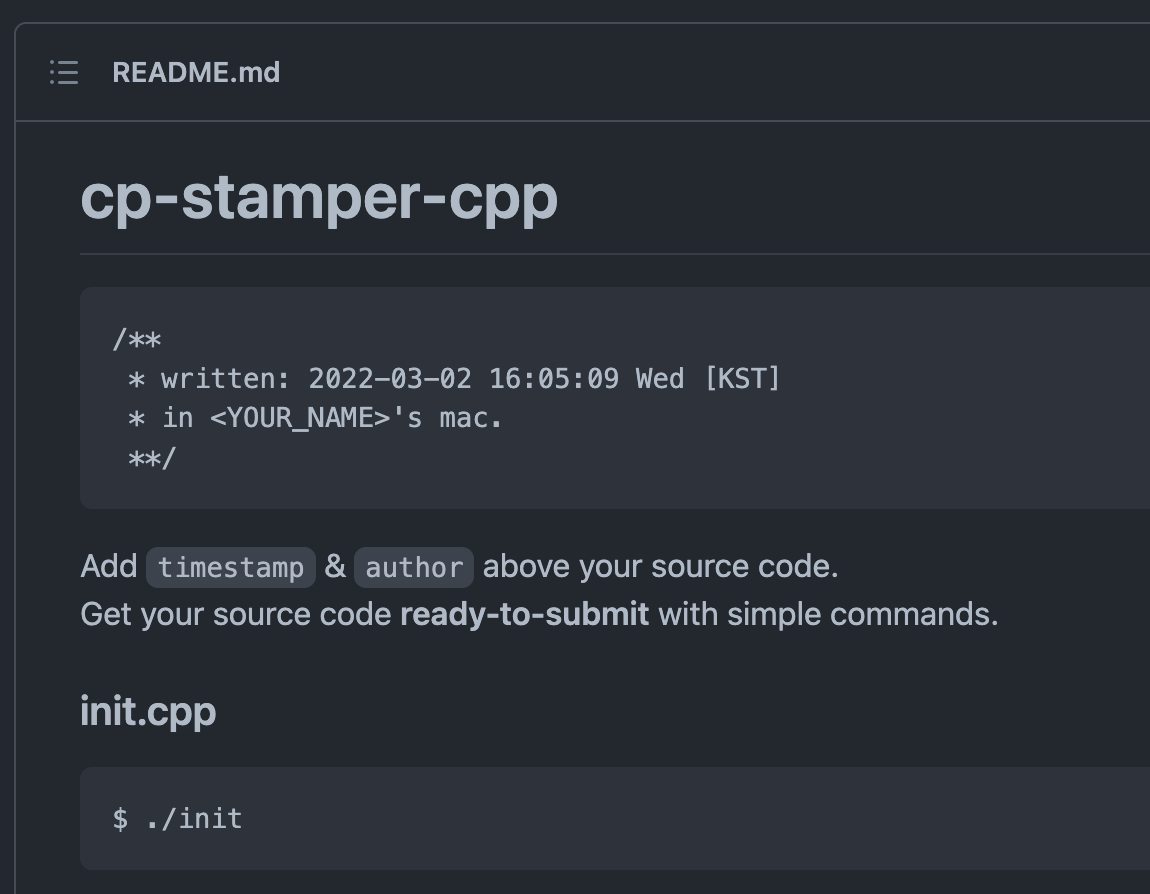 README.md
cp-stamper-cpp
/**
 * written: 2022-03-02 16:05:09 Wed [KST]
 * in <YOUR_NAME>'s mac.
 **/
Add timestamp & author above your source code.
Get your source code ready-to-submit with simple commands.
init.cpp
$ ./init